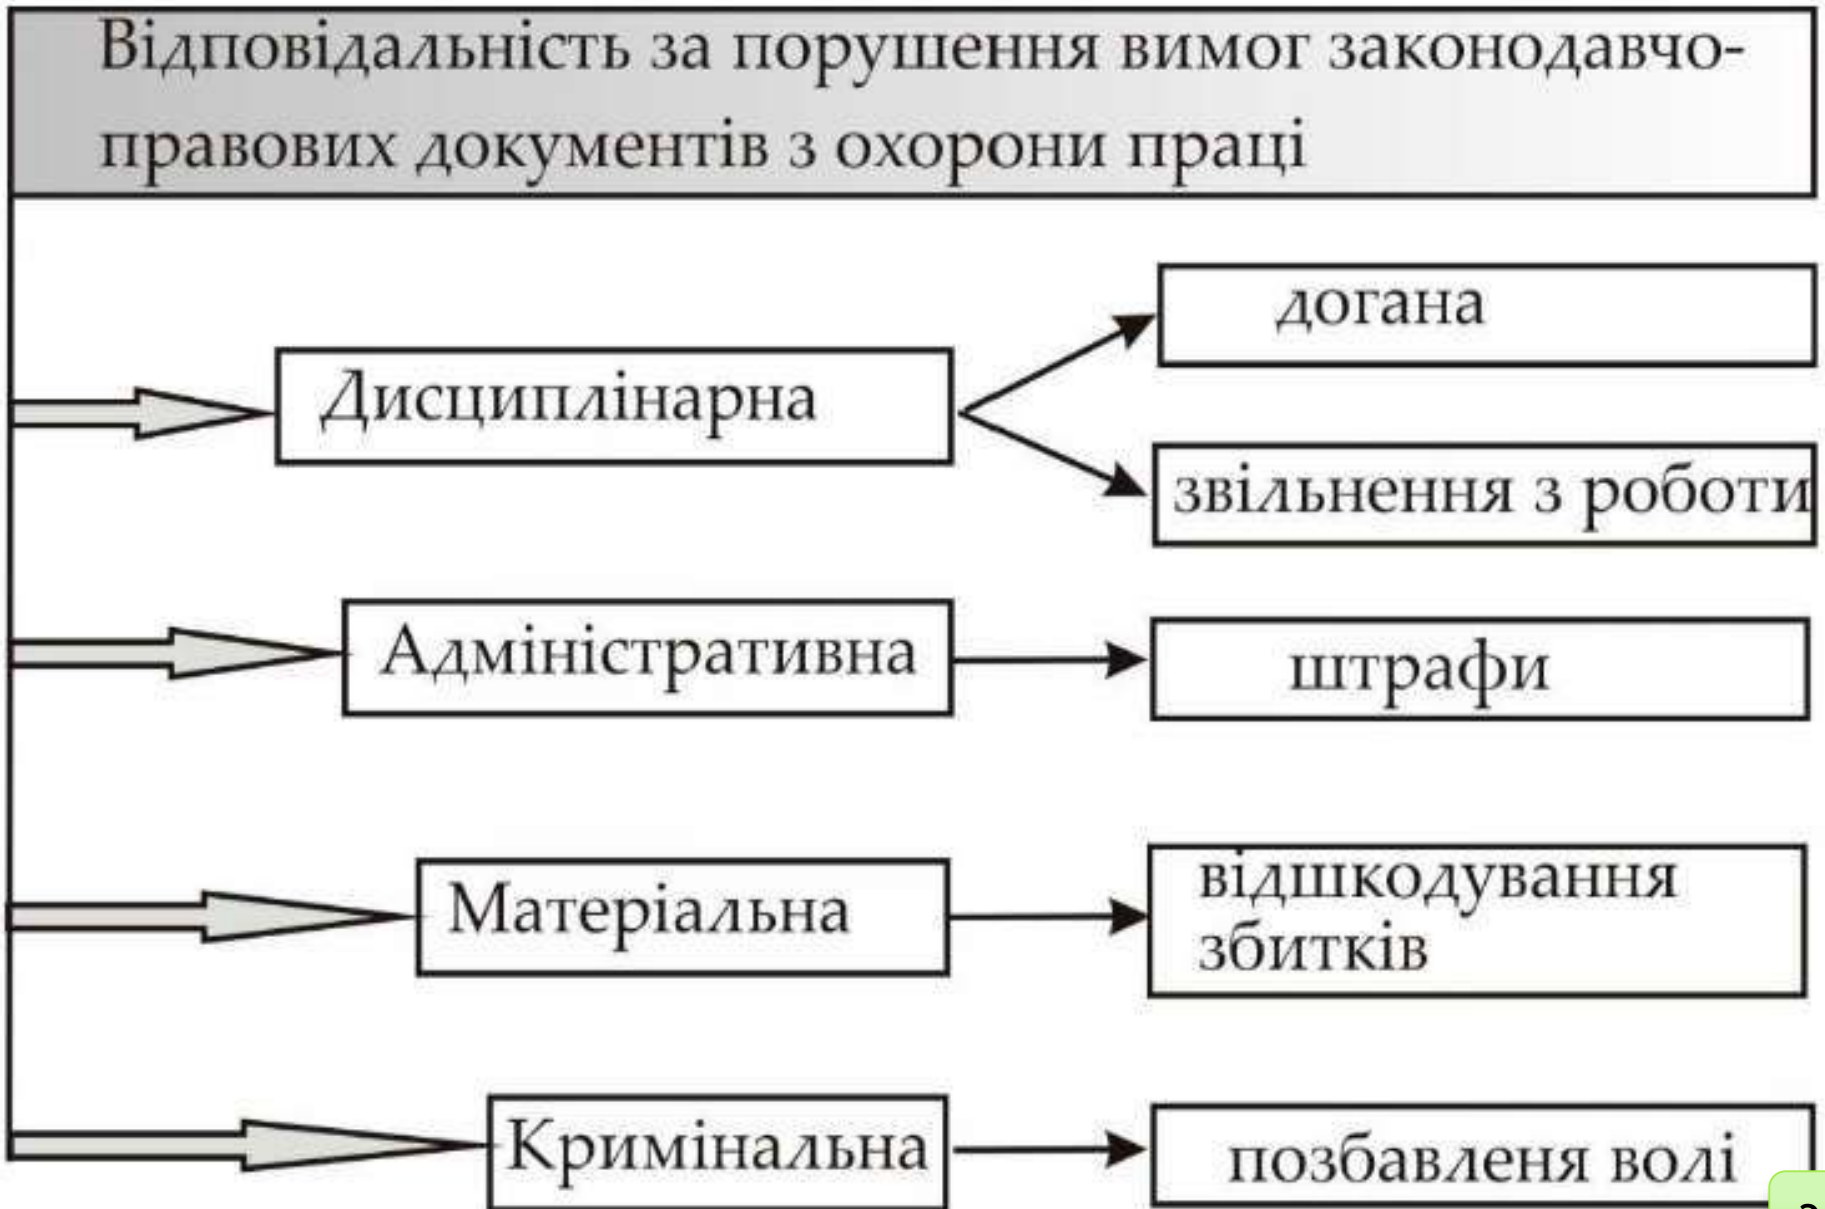 Відповідальність за порушення вимог законодавчо-
правових документів з охорони праці
догана
Дисциплінарна
звільнення з роботи
Адміністративна
штрафи
Матеріальна
відшкодування
збитків
Кримінальна
позбавленя волі